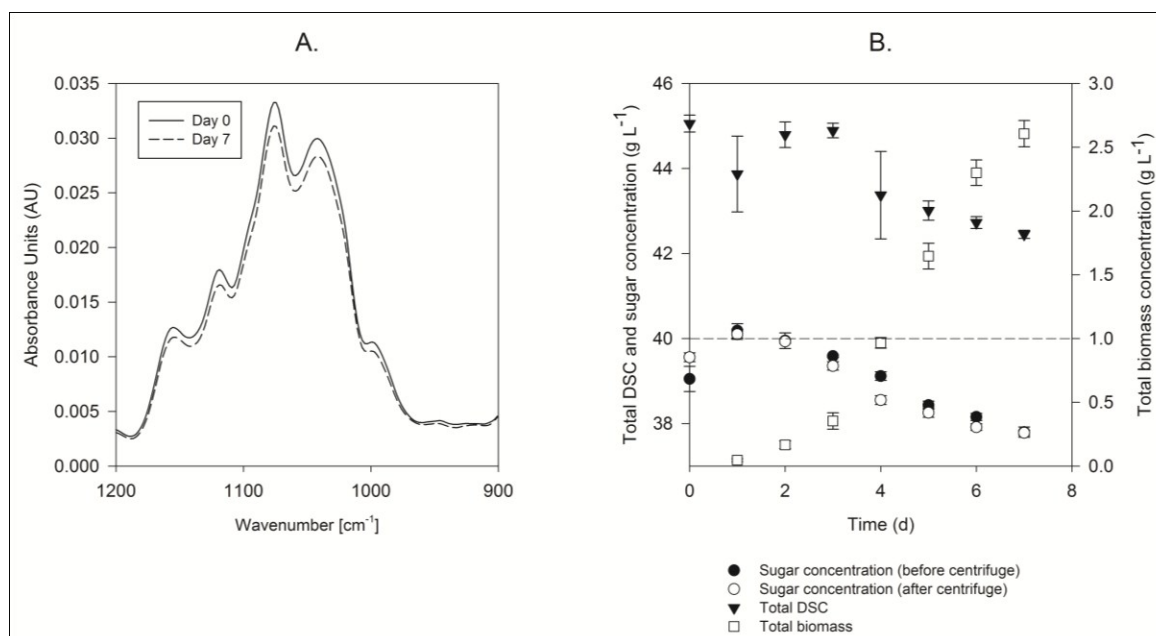 A.
B.
0.035
0.030
0.025
0.020
0.015
0.010
0.005
0.000
Absorbance Units (AU)
Day 0
Day 7
1200
1100
1000
900
Wavenumber [cm⁻¹]
46
44
42
40
38
Total DSC and sugar concentration (g L⁻¹)
3.0
2.5
2.0
1.5
1.0
0.5
0.0
Total biomass concentration (g L⁻¹)
0
2
4
6
8
Time (d)
Sugar concentration (before centrifuge)
Sugar concentration (after centrifuge)
Total DSC
Total biomass